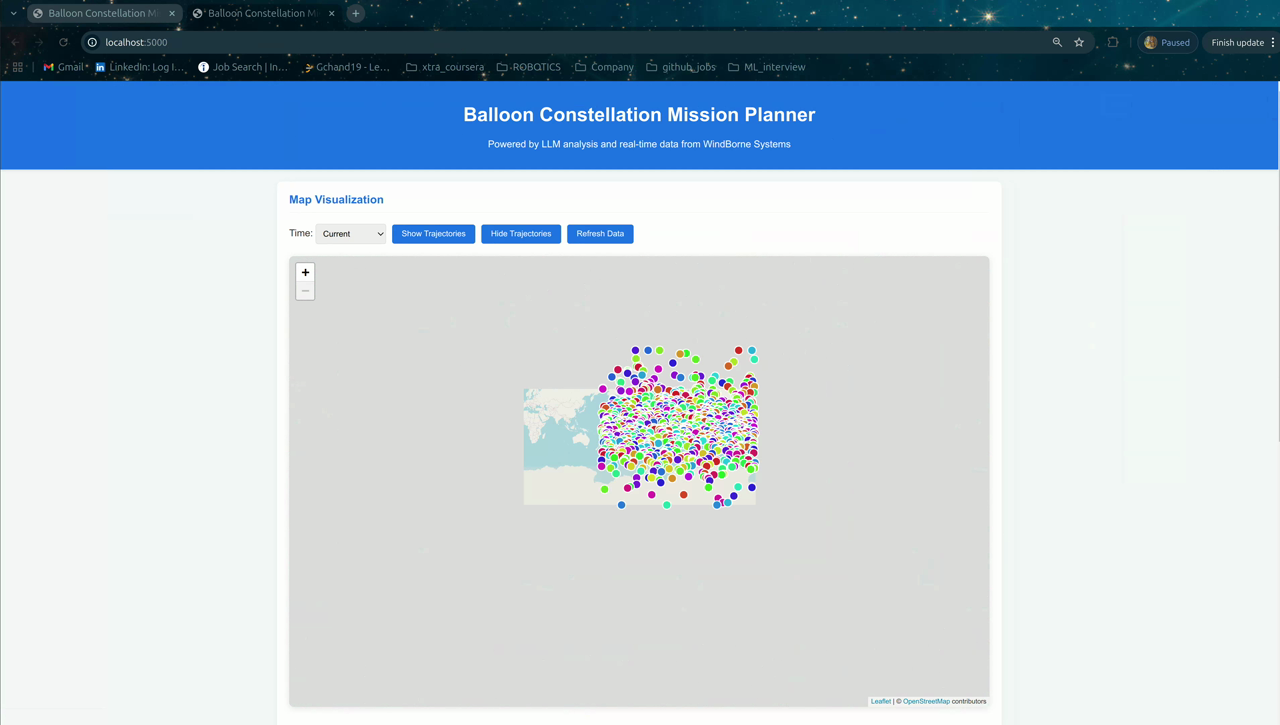 Balloon Constellation Mi
Balloon Constellation M
localhost:5000
Paused
Finish update
Gmail
LinkedIn: Log I...
Job Search | In...
Gchand19 - Le...
xtra_coursera
-ROBOTICS
Company
github_jobs
ML_interview
Balloon Constellation Mission Planner
Powered by LLM analysis and real-time data from WindBorne Systems
Map Visualization
Time: Current Show Trajectories Hide Trajectories Refresh Data
+
−
Leaflet | © OpenStreetMap contributors